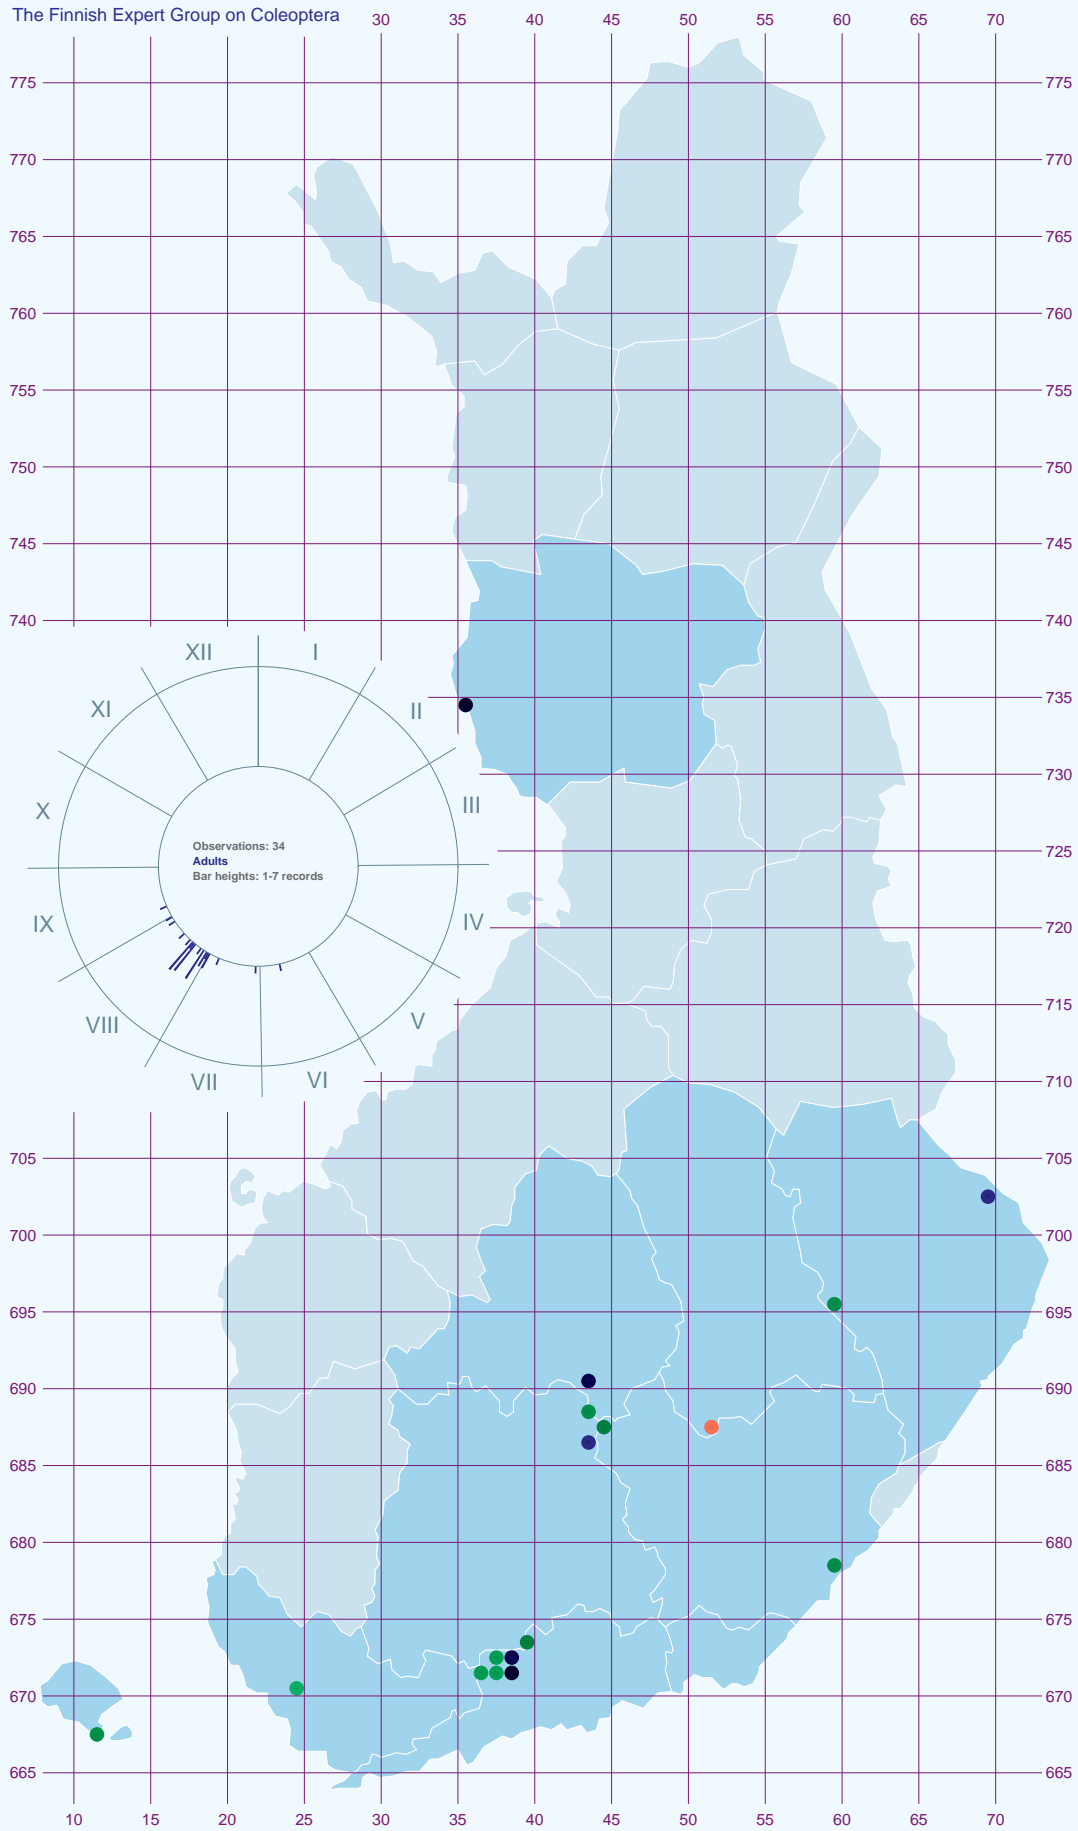 The Finnish Expert Group on Coleoptera 30 35 40 45 50 55 60 65 70
775 775
770 770
765 765
760 760
755 755
750 750
745 745
740 740
XII I
XI II
735
730
X III
Observations: 34
Adults
Bar heights: 1-7 records
725 725
IX IV
720 720
715 715
VIII V
VII VI
710 710
705 705
700 700
695 695
690 690
685 685
680 680
675 675
670 670
665 665
10 15 20 25 30 35 40 45 50 55 60 65 70